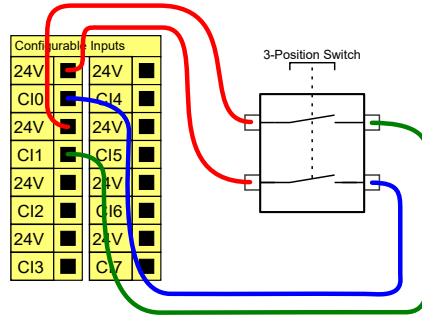 Configurable Inputs
3-Position Switch
24V 24V
CI0 CI4
24V 24V
CI1 CI5
24V 24V
CI2 CI6
24V 24V
CI3 CI7